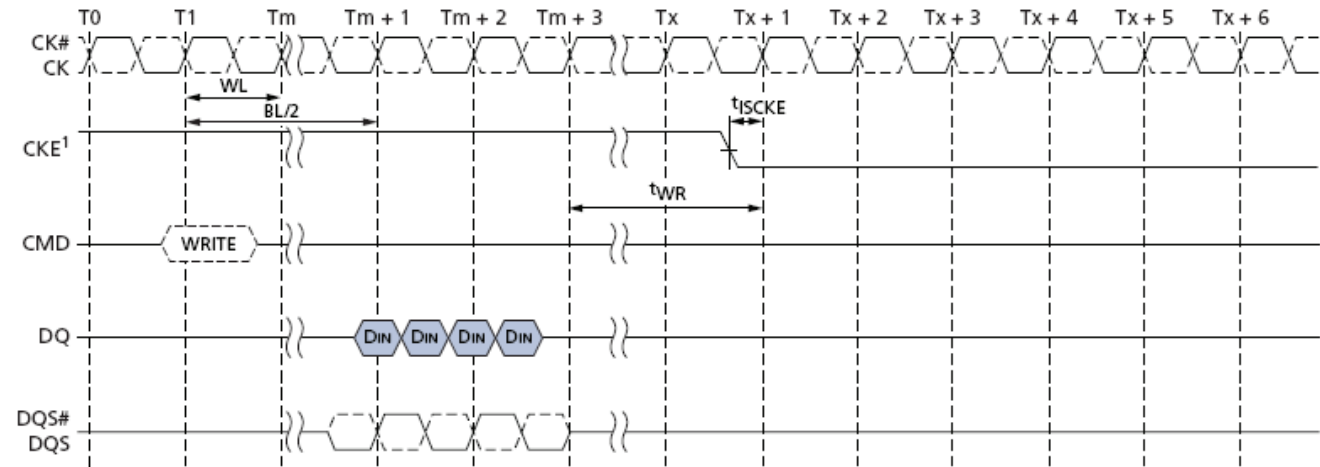 T0 T1 Tm Tm + 1 Tm + 2 Tm + 3 Tx Tx + 1 Tx + 2 Tx + 3 Tx + 4 Tx + 5 Tx + 6
CK#
CK
WL
BL/2
tISCKE
CKE1
tWR
CMD WRITE
DQ DIN DIN DIN DIN
DQS#
DQS